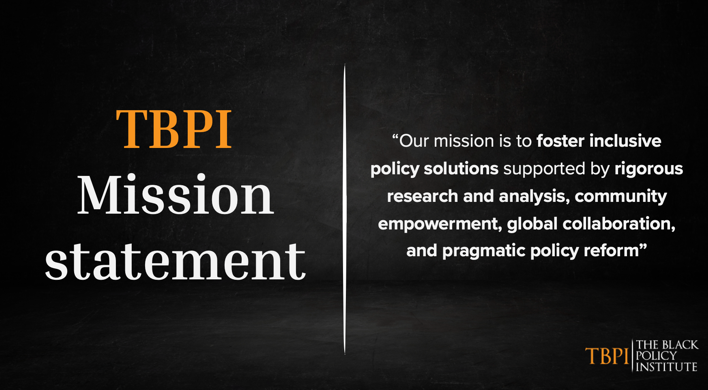 TBPI
Mission
statement
“Our mission is to foster inclusive
policy solutions supported by rigorous
research and analysis, community
empowerment, global collaboration,
and pragmatic policy reform”
TBPI
THE BLACK
POLICY
INSTITUTE